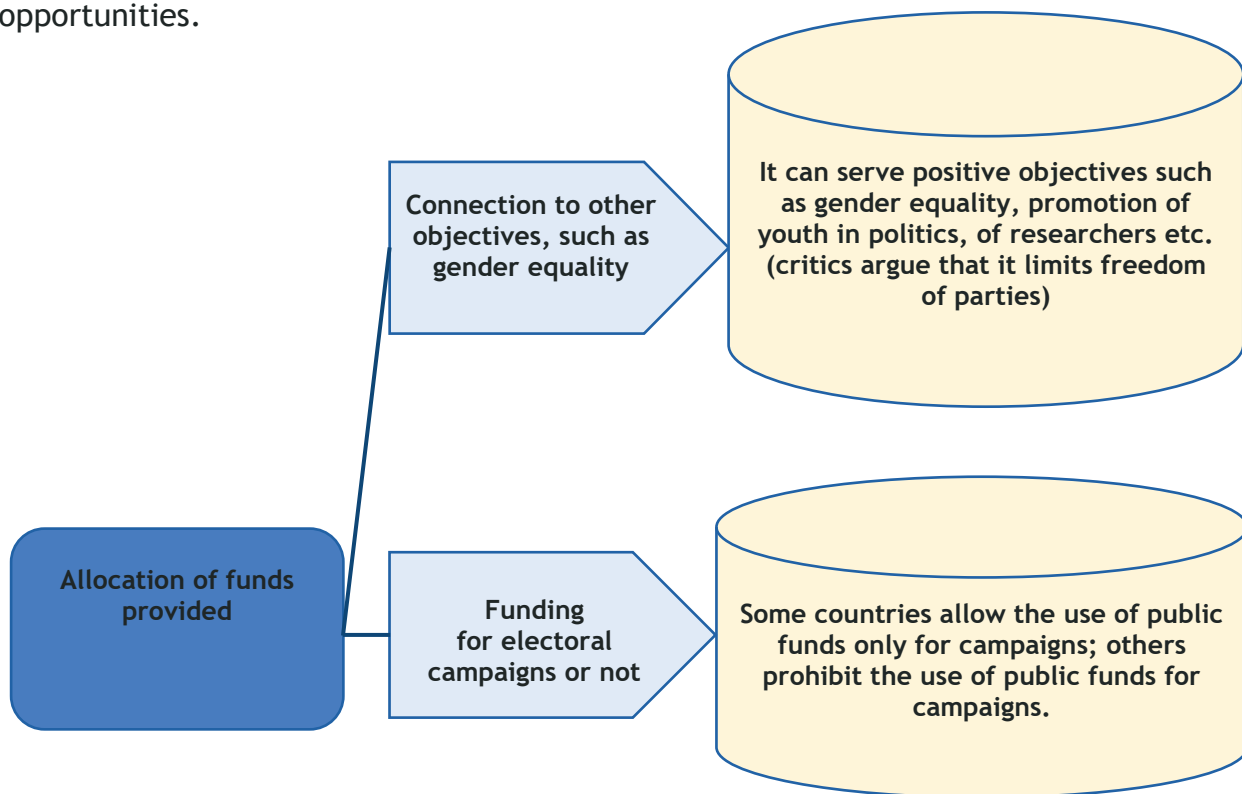 opportunities.
Connection to other
objectives, such as
gender equality
It can serve positive objectives such
as gender equality, promotion of
youth in politics, of researchers etc.
(critics argue that it limits freedom
of parties)
Allocation of funds
provided
Funding
for electoral
campaigns or not
Some countries allow the use of public
funds only for campaigns; others
prohibit the use of public funds for
campaigns.